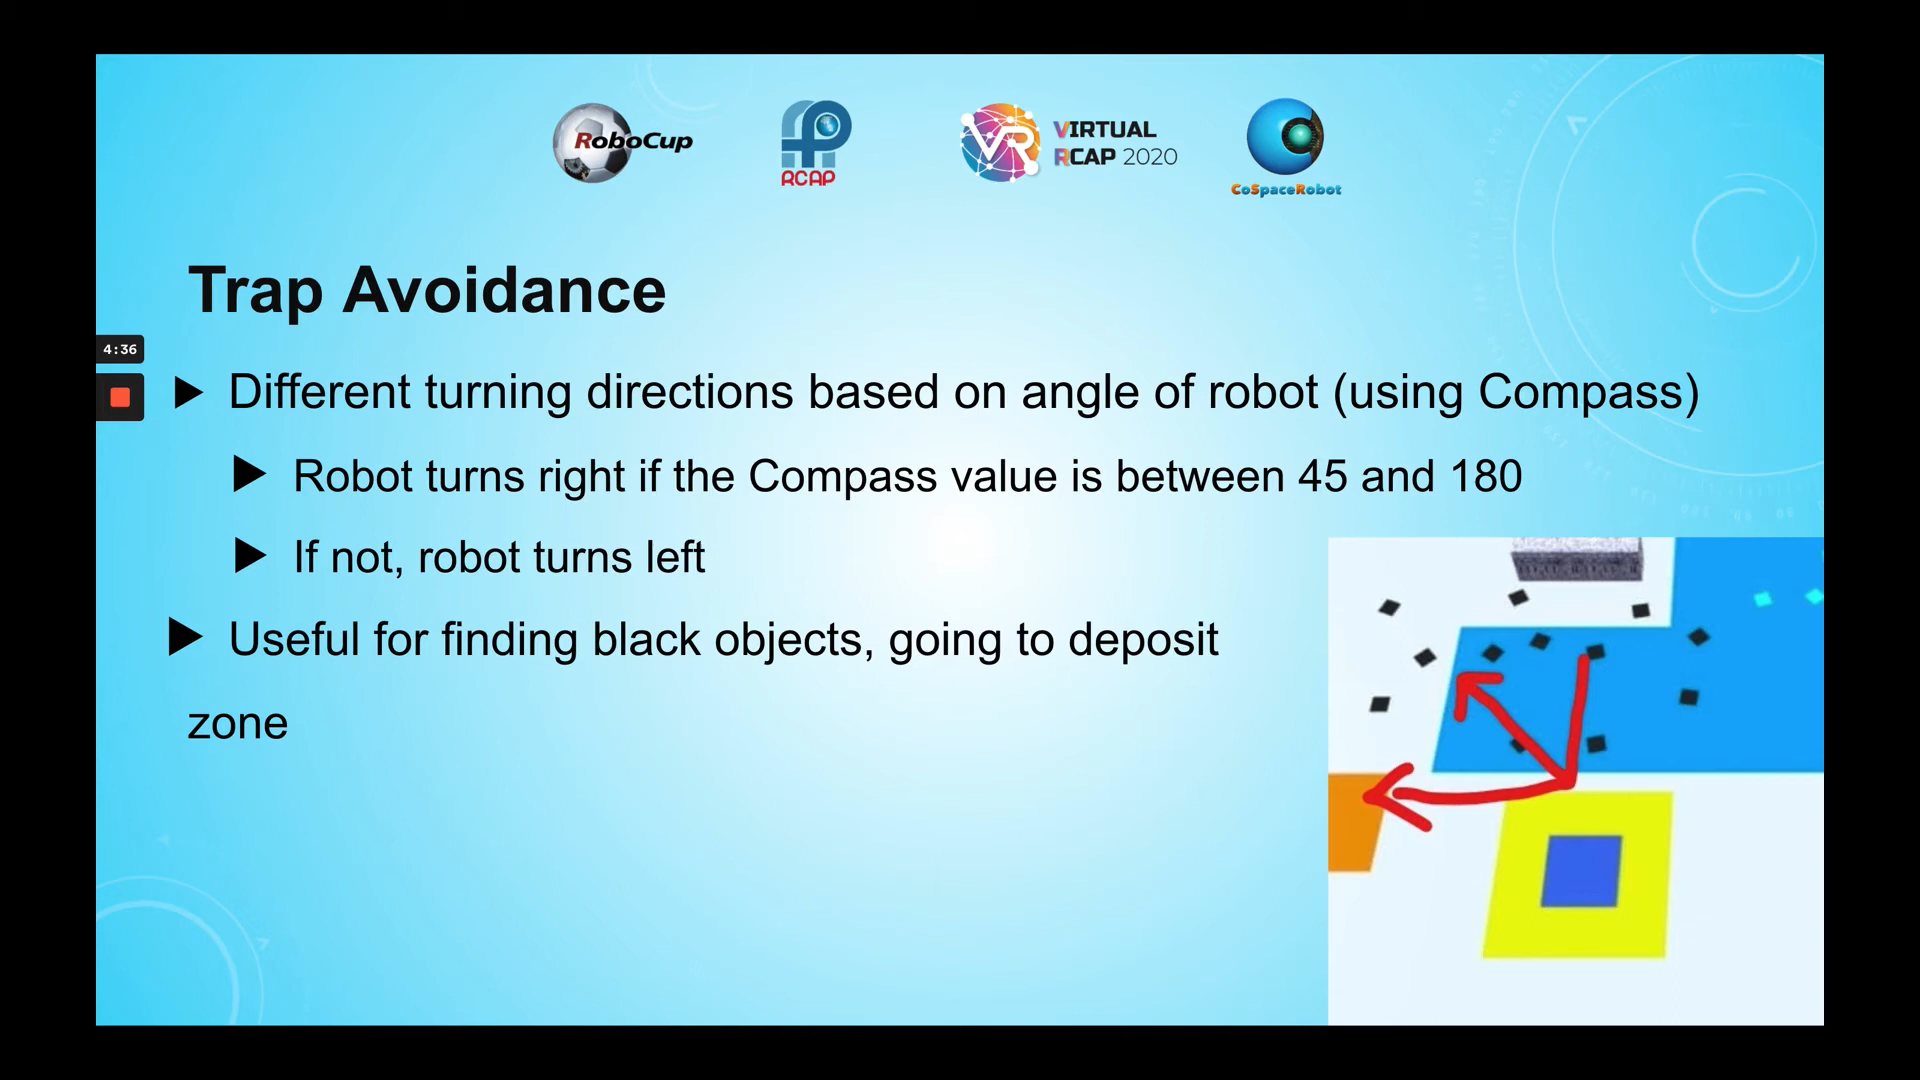 RoboCup
RCAP
VR
VIRTUAL
RCAP 2020
CoSpaceRobot
Trap Avoidance
4:36
Different turning directions based on angle of robot (using Compass)
Robot turns right if the Compass value is between 45 and 180
If not, robot turns left
Useful for finding black objects, going to deposit
zone